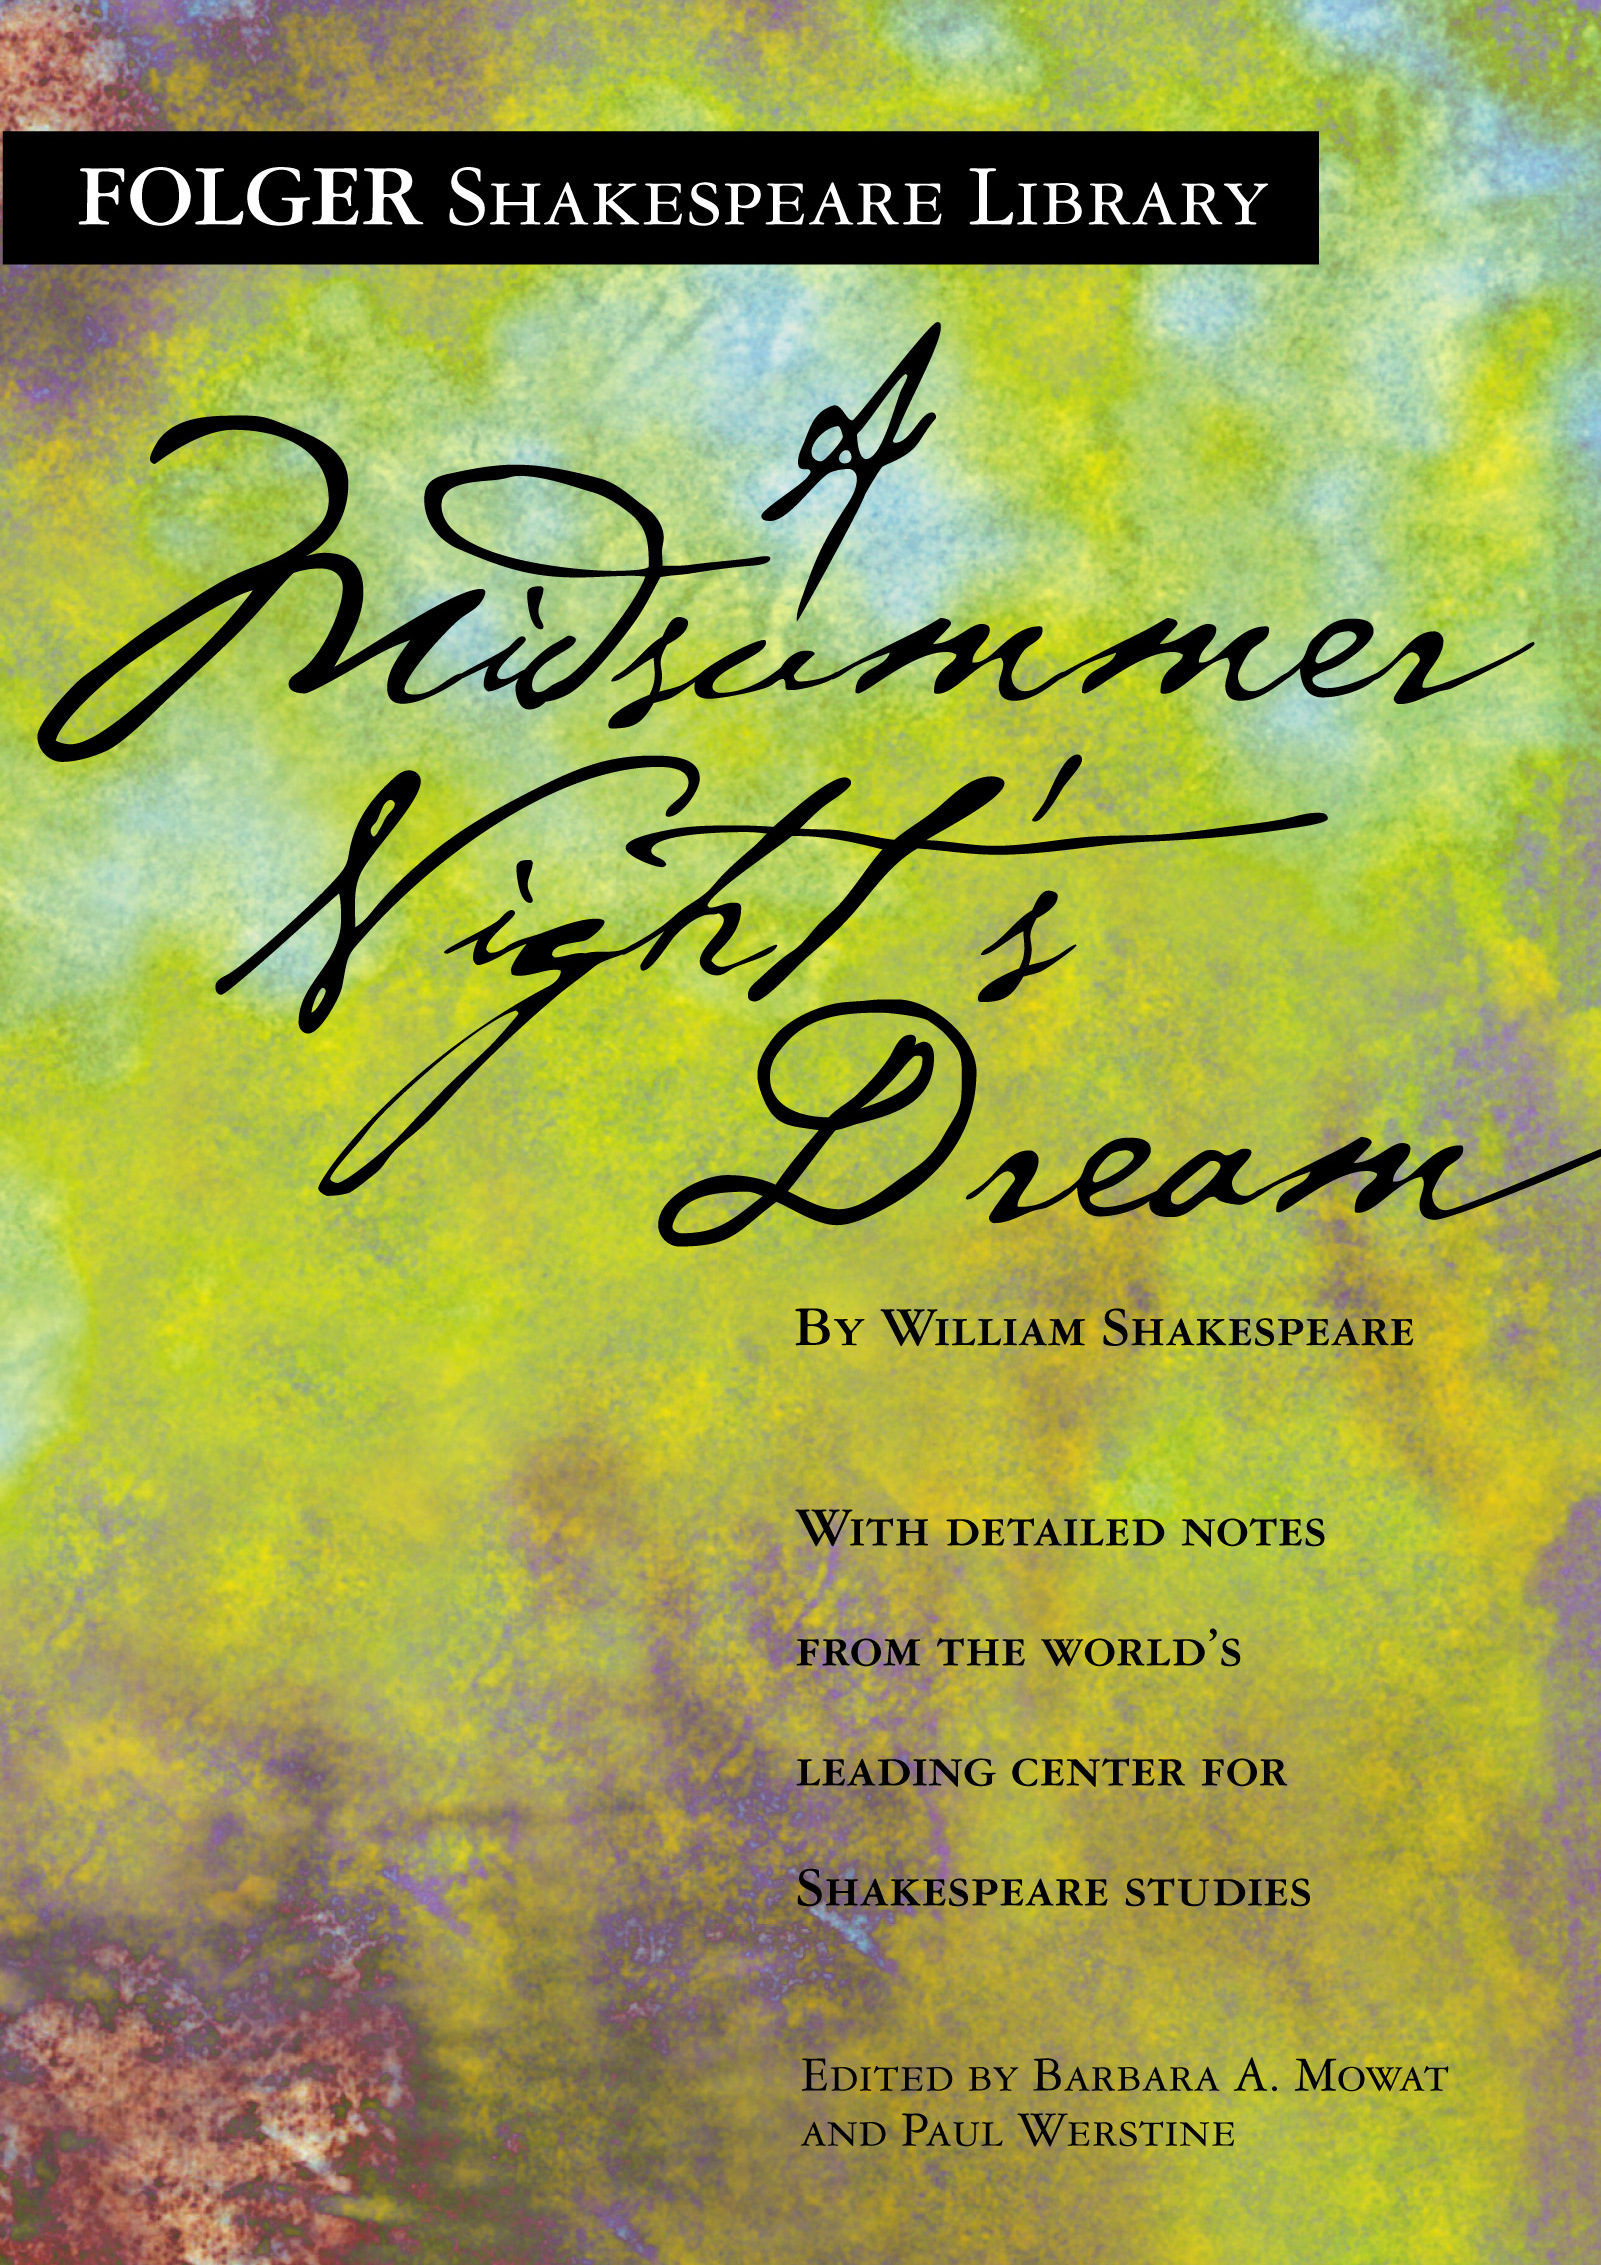 FOLGER Shakespeare Library
A
Midsummer
Night's
Dream
By William Shakespeare
With detailed notes
from the world's
leading center for
Shakespeare studies
Edited by Barbara A. Mowat
and Paul Werstine